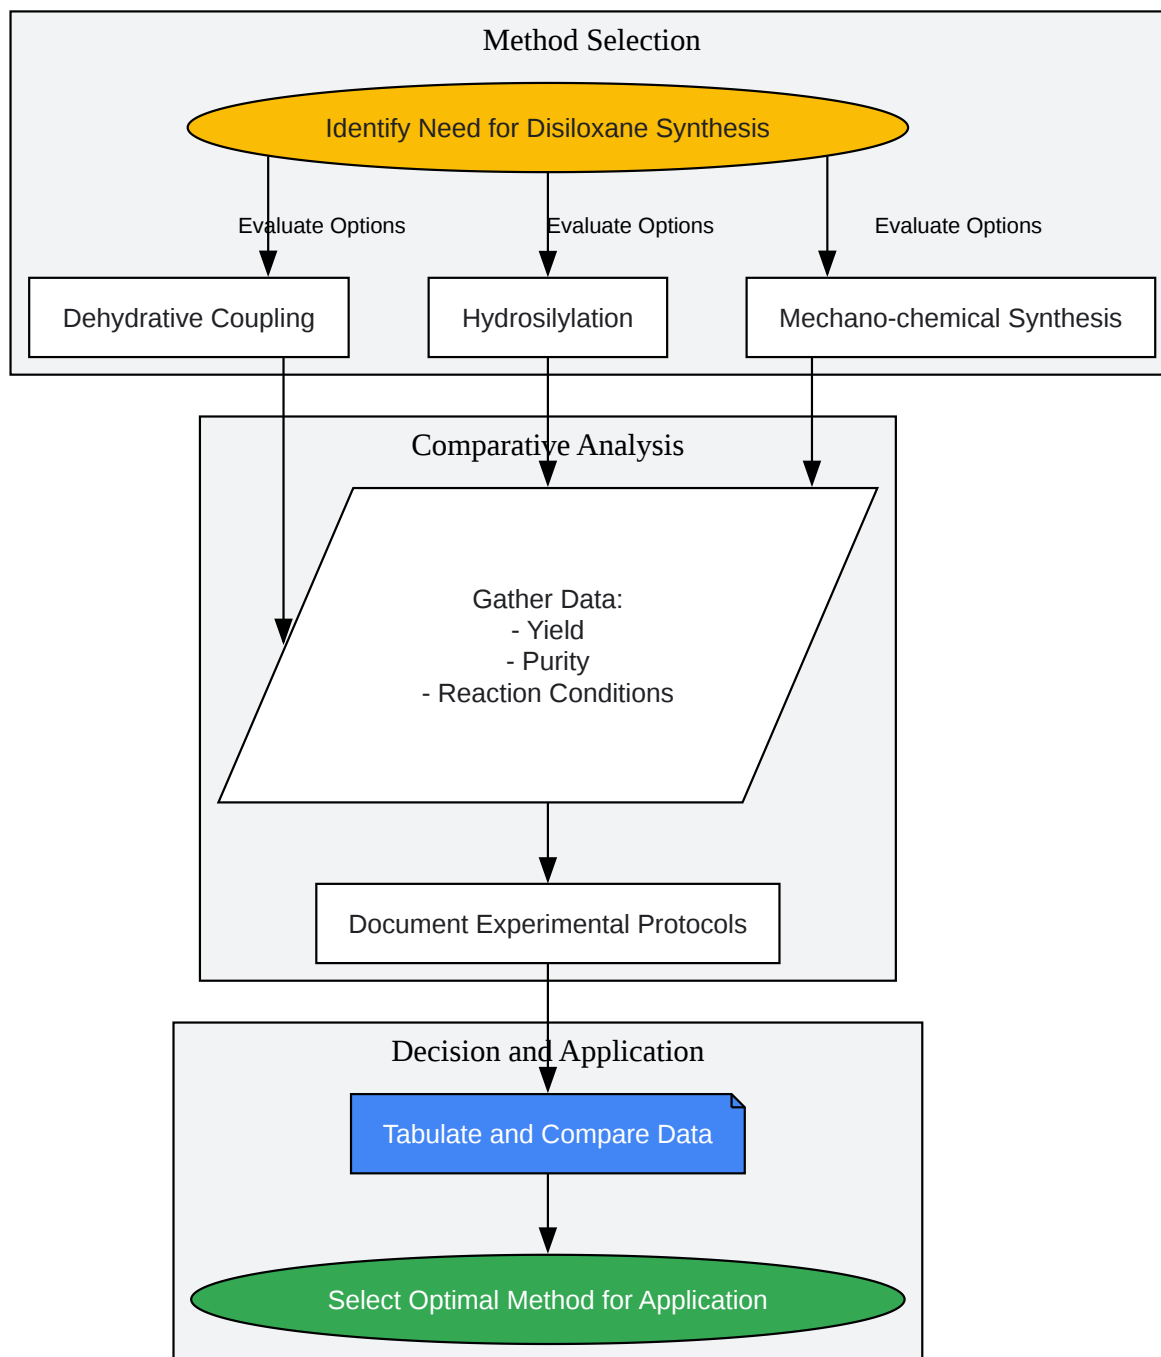 Method Selection
Identify Need for Disiloxane Synthesis
Evaluate Options
Evaluate Options
Evaluate Options
Dehydrative Coupling
Hydrosilylation
Mechano-chemical Synthesis
Comparative Analysis
Gather Data:
- Yield
- Purity
- Reaction Conditions
Document Experimental Protocols
Decision and Application
Tabulate and Compare Data
Select Optimal Method for Application